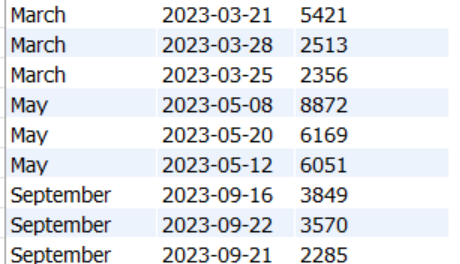 March 2023-03-21 5421
March 2023-03-28 2513
March 2023-03-25 2356
May 2023-05-08 8872
May 2023-05-20 6169
May 2023-05-12 6051
September 2023-09-16 3849
September 2023-09-22 3570
September 2023-09-21 2285